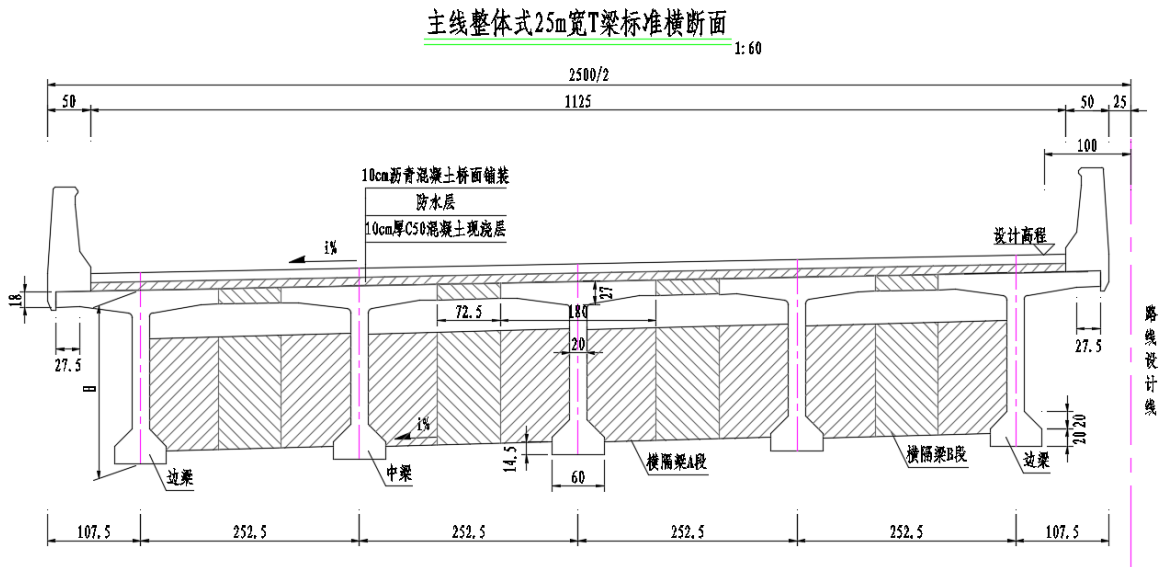 主线整体式25m宽T梁标准横断面
1:60
2500/2
50
1125
50
25
100
10cm沥青混凝土桥面铺装
防水层
10cm厚C50混凝土现浇层
i%
设计高程
18
27
72.5
180
27.5
27.5
20
H
i%
20
20
14.5
60
边梁
中梁
横隔梁A段
横隔梁B段
边梁
路线设计线
107.5
252.5
252.5
252.5
252.5
107.5